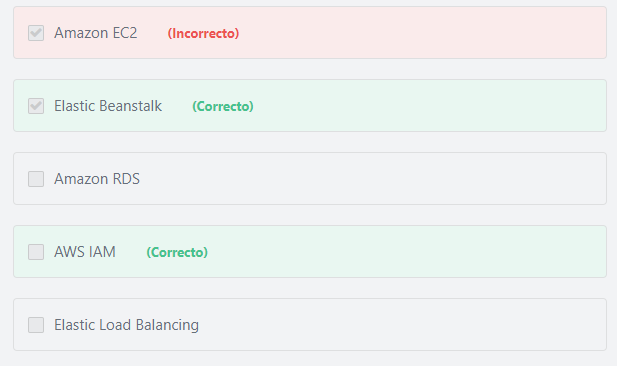 Amazon EC2 (Incorrecto)
Elastic Beanstalk (Correcto)
Amazon RDS
AWS IAM (Correcto)
Elastic Load Balancing